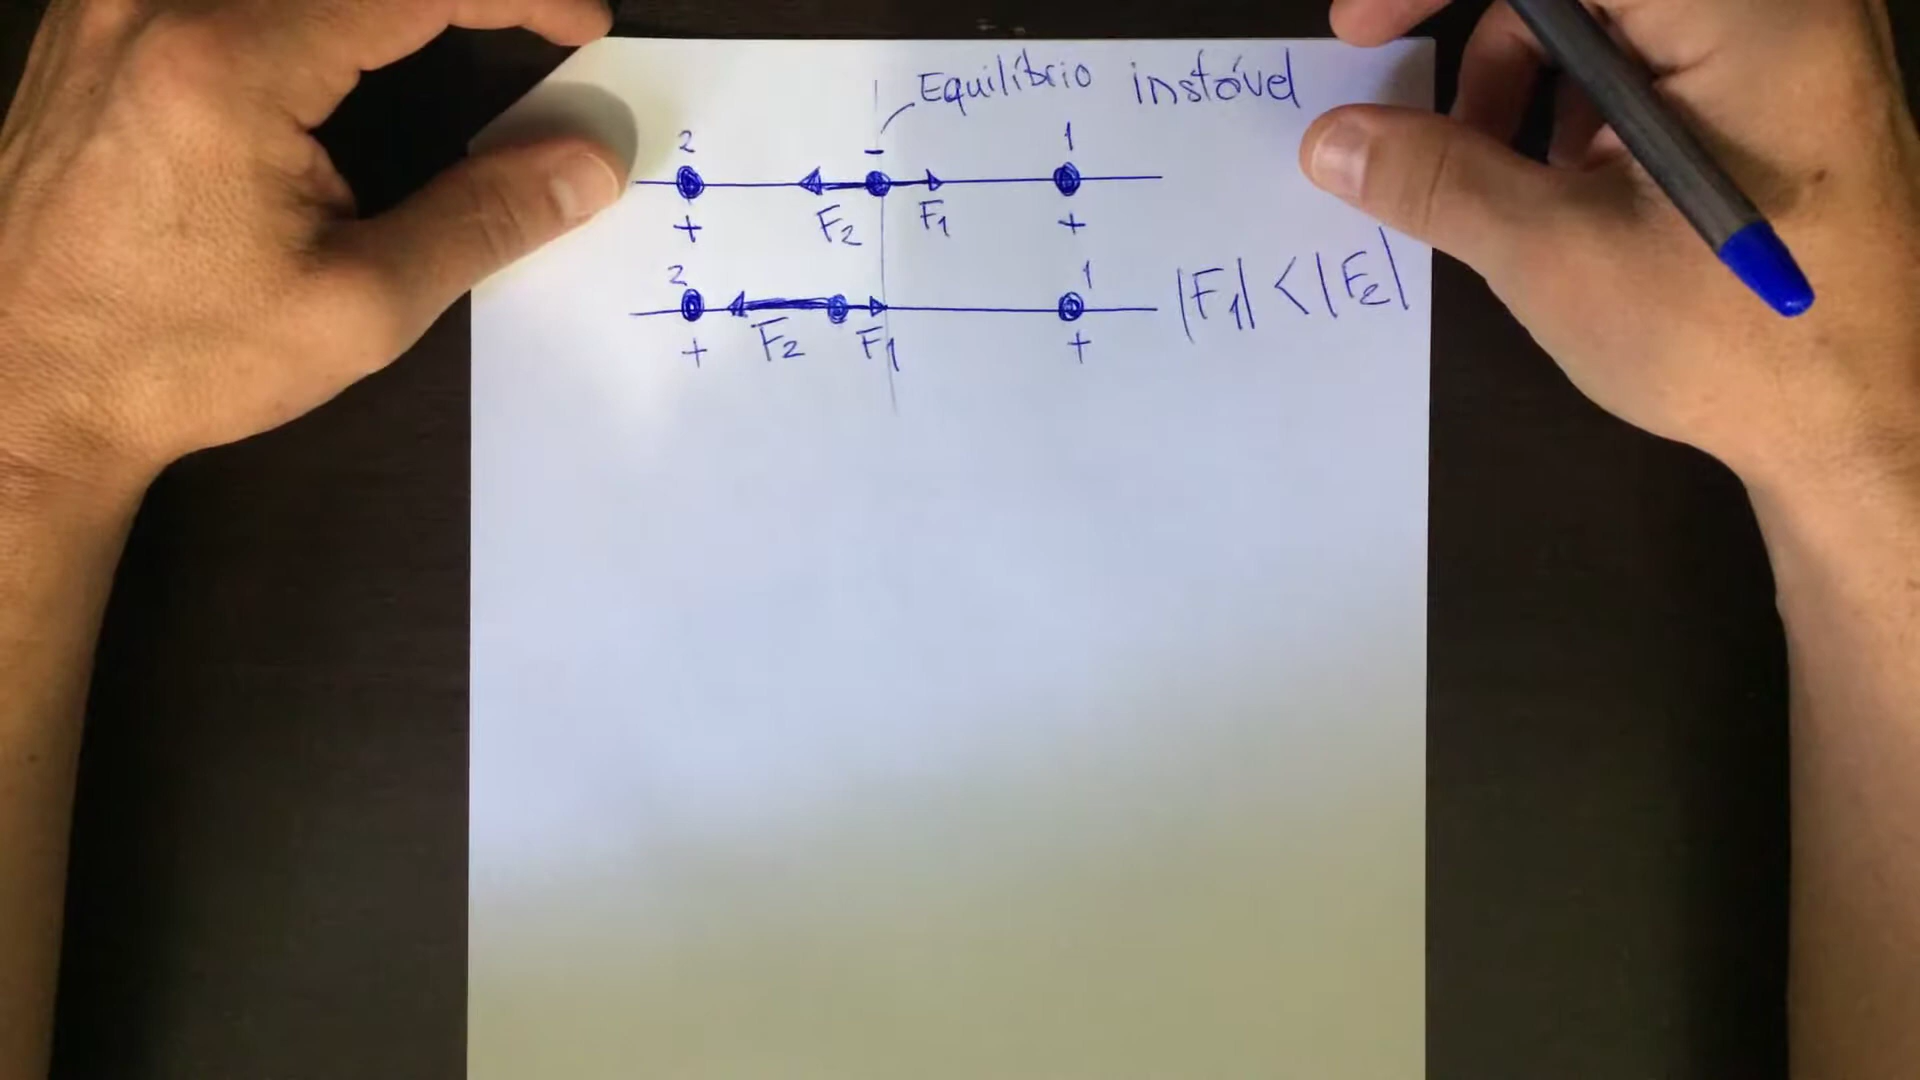 Equilíbrio instável
2 - 1
F2 F1
+ +
2 1
|F1| < |F2|
F2 F1
+ +